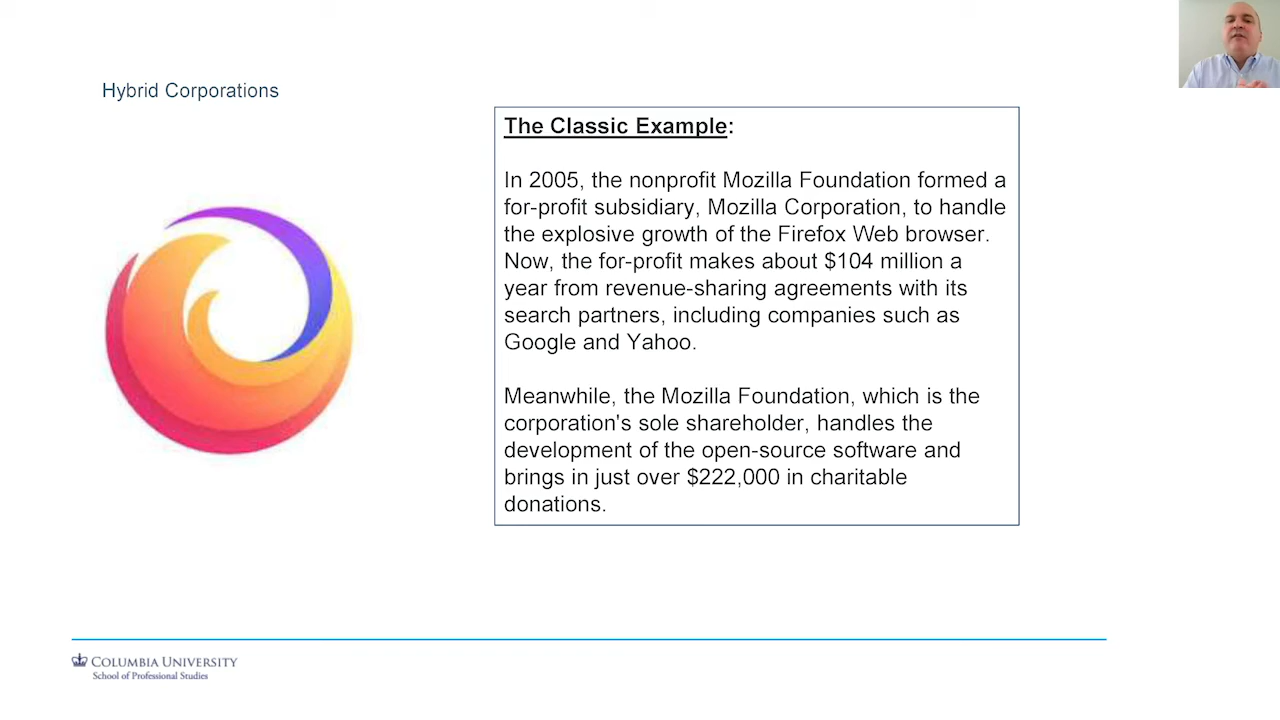 Hybrid Corporations
The Classic Example:
In 2005, the nonprofit Mozilla Foundation formed a
for-profit subsidiary, Mozilla Corporation, to handle
the explosive growth of the Firefox Web browser.
Now, the for-profit makes about $104 million a
year from revenue-sharing agreements with its
search partners, including companies such as
Google and Yahoo.
Meanwhile, the Mozilla Foundation, which is the
corporation's sole shareholder, handles the
development of the open-source software and
brings in just over $222,000 in charitable
donations.
COLUMBIA UNIVERSITY
School of Professional Studies